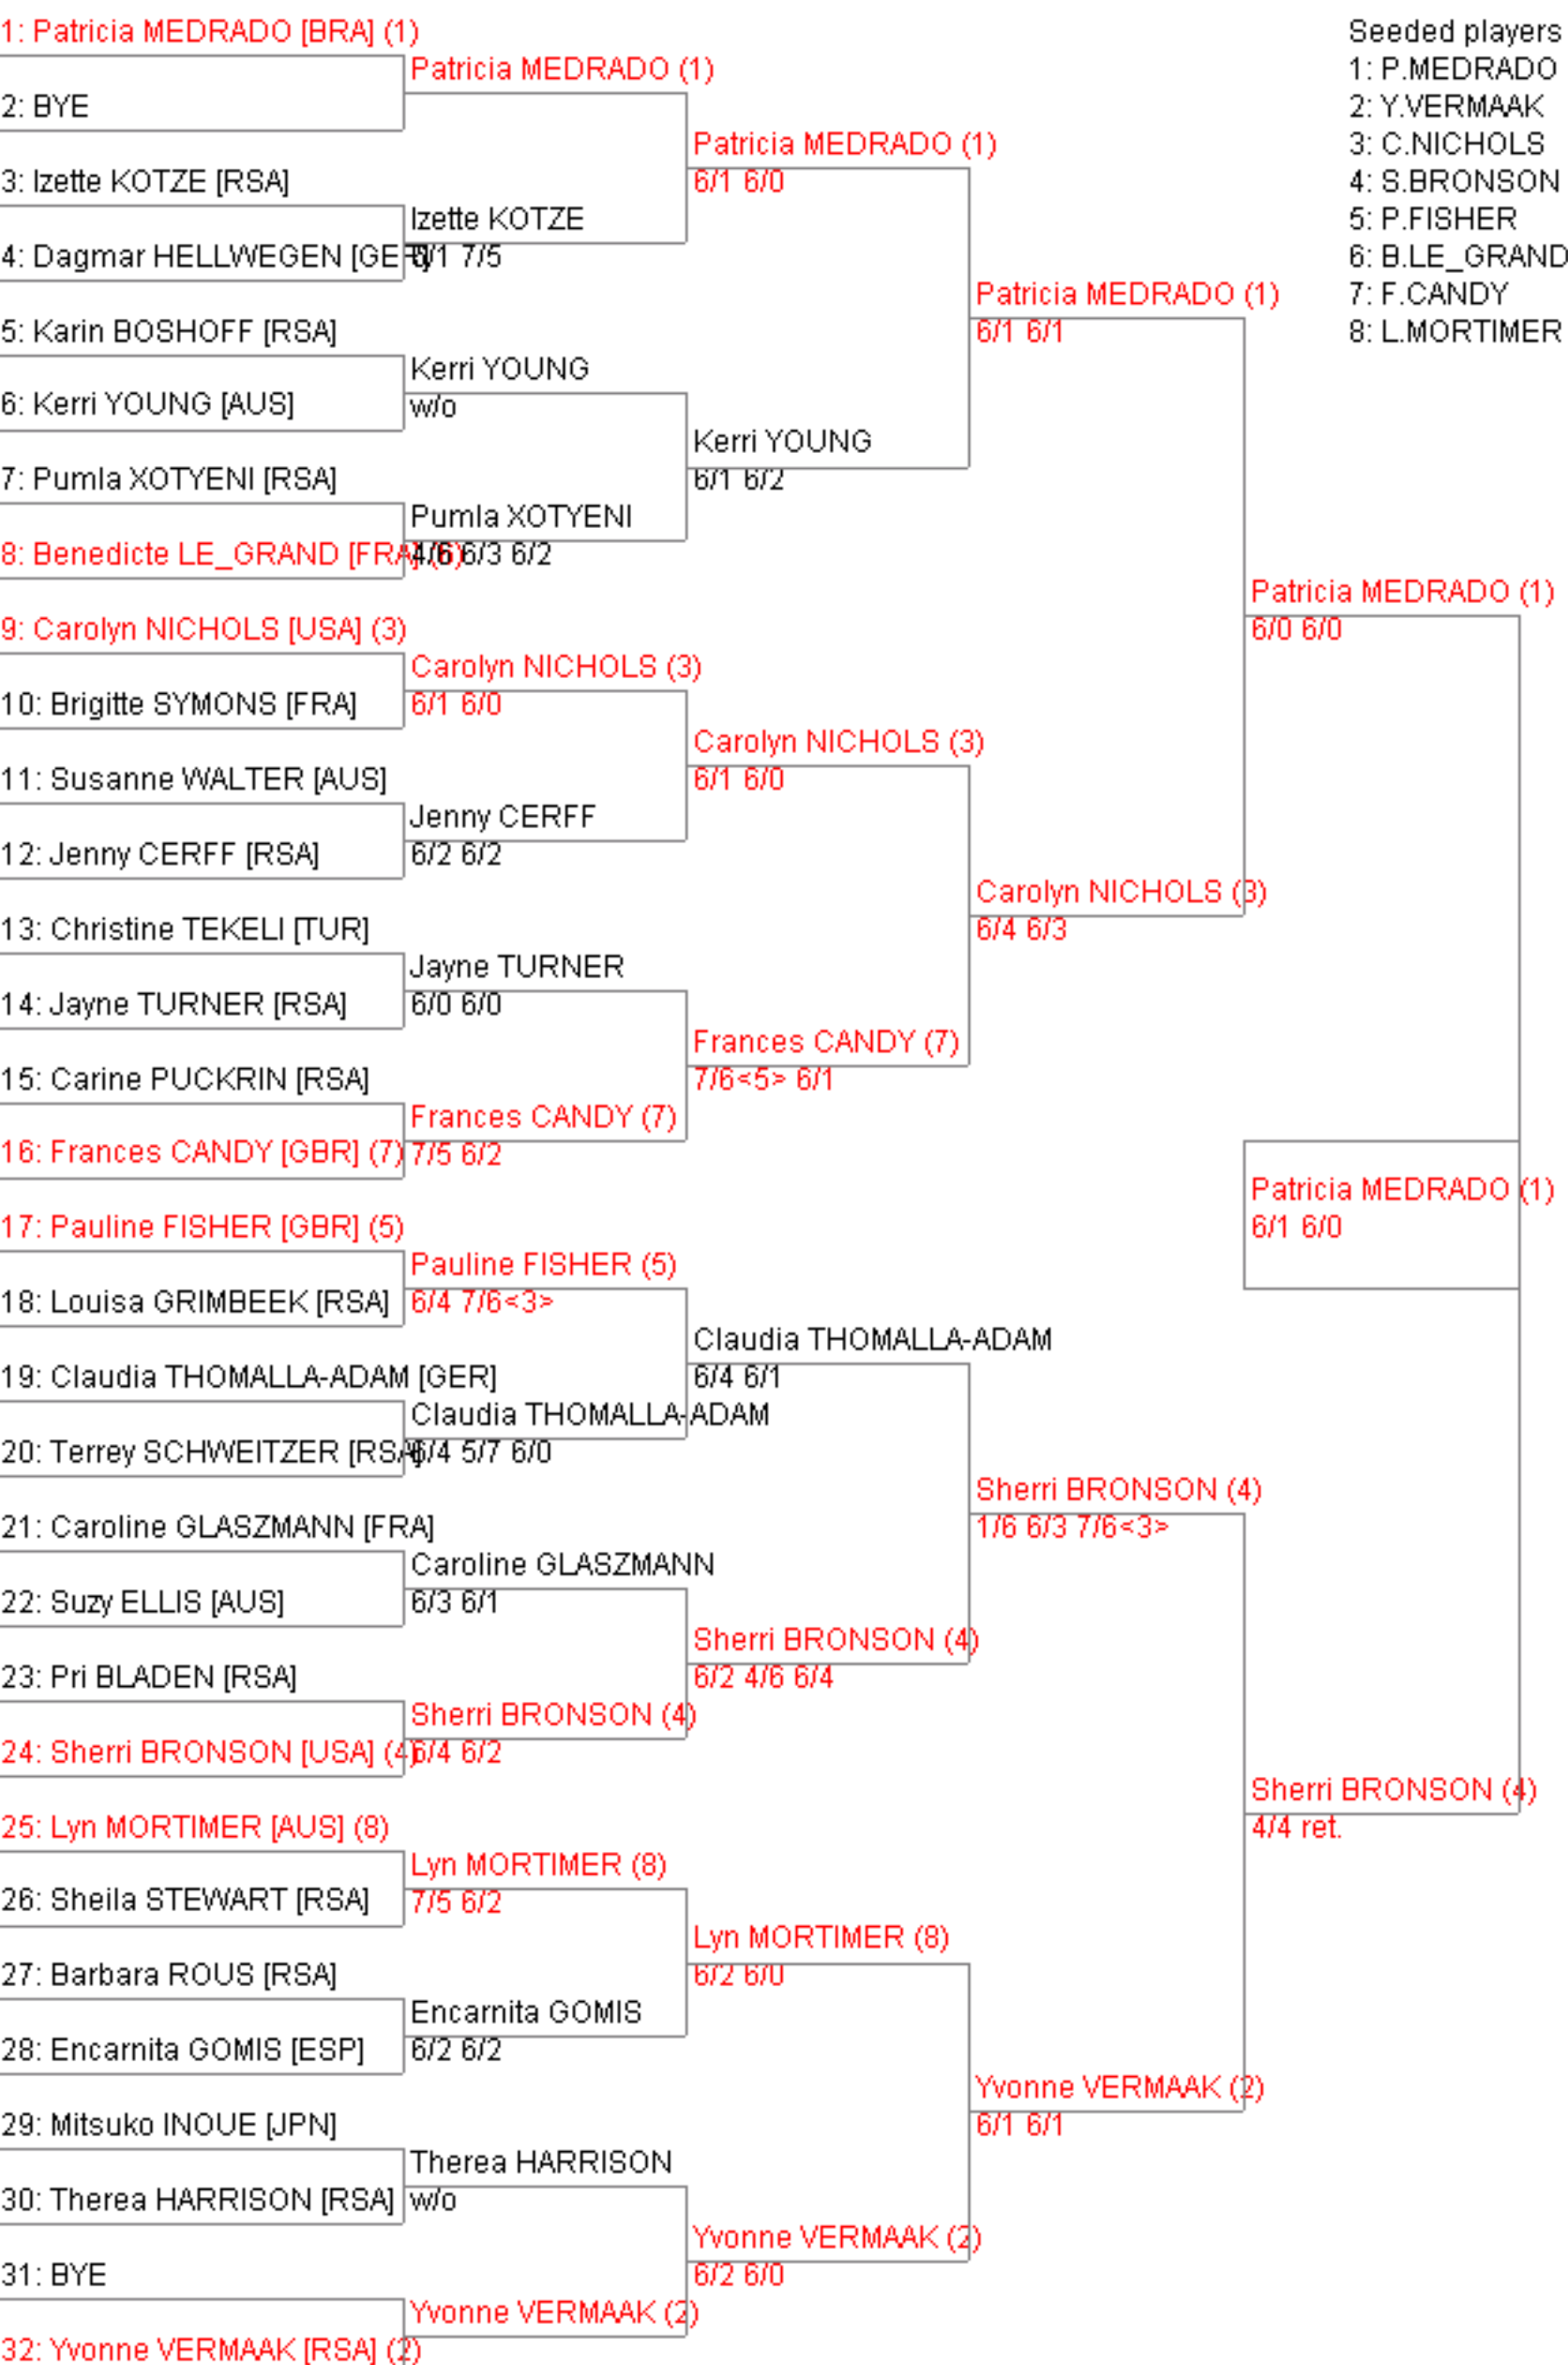 1: Patricia MEDRADO [BRA] (1)
2: BYE
3: Izette KOTZE [RSA]
4: Dagmar HELLWEGEN [GER]
5: Karin BOSHOFF [RSA]
6: Kerri YOUNG [AUS]
7: Pumla XOTYENI [RSA]
8: Benedicte LE_GRAND [FRA] (6)
9: Carolyn NICHOLS [USA] (3)
10: Brigitte SYMONS [FRA]
11: Susanne WALTER [AUS]
12: Jenny CERFF [RSA]
13: Christine TEKELI [TUR]
14: Jayne TURNER [RSA]
15: Carine PUCKRIN [RSA]
16: Frances CANDY [GBR] (7)
17: Pauline FISHER [GBR] (5)
18: Louisa GRIMBEEK [RSA]
19: Claudia THOMALLA-ADAM [GER]
20: Terrey SCHWEITZER [RSA]
21: Caroline GLASZMANN [FRA]
22: Suzy ELLIS [AUS]
23: Pri BLADEN [RSA]
24: Sherri BRONSON [USA] (4)
25: Lyn MORTIMER [AUS] (8)
26: Sheila STEWART [RSA]
27: Barbara ROUS [RSA]
28: Encarnita GOMIS [ESP]
29: Mitsuko INOUE [JPN]
30: Therea HARRISON [RSA]
31: BYE
32: Yvonne VERMAAK [RSA] (2)
Patricia MEDRADO (1)
Izette KOTZE
7/5
Kerri YOUNG
w/o
Pumla XOTYENI
4/6 6/3 6/2
Carolyn NICHOLS (3)
6/1 6/0
Jenny CERFF
6/2 6/2
Jayne TURNER
6/0 6/0
Frances CANDY (7)
7/5 6/2
Pauline FISHER (5)
6/4 7/6<3>
Claudia THOMALLA-ADAM
6/4 5/7 6/0
Caroline GLASZMANN
6/3 6/1
Sherri BRONSON (4)
6/4 6/2
Lyn MORTIMER (8)
7/5 6/2
Encarnita GOMIS
6/2 6/2
Therea HARRISON
w/o
Yvonne VERMAAK (2)
Patricia MEDRADO (1)
6/1 6/0
Kerri YOUNG
6/1 6/2
Carolyn NICHOLS (3)
6/1 6/0
Frances CANDY (7)
7/6<5> 6/1
Claudia THOMALLA-ADAM
6/4 6/1
Sherri BRONSON (4)
6/2 4/6 6/4
Lyn MORTIMER (8)
6/2 6/0
Yvonne VERMAAK (2)
6/2 6/0
Patricia MEDRADO (1)
6/1 6/1
Carolyn NICHOLS (3)
6/4 6/3
Sherri BRONSON (4)
1/6 6/3 7/6<3>
Yvonne VERMAAK (2)
6/1 6/1
Patricia MEDRADO (1)
6/0 6/0
Sherri BRONSON (4)
4/4 ret.
Patricia MEDRADO (1)
6/1 6/0
Seeded players
1: P.MEDRADO
2: Y.VERMAAK
3: C.NICHOLS
4: S.BRONSON
5: P.FISHER
6: B.LE_GRAND
7: F.CANDY
8: L.MORTIMER